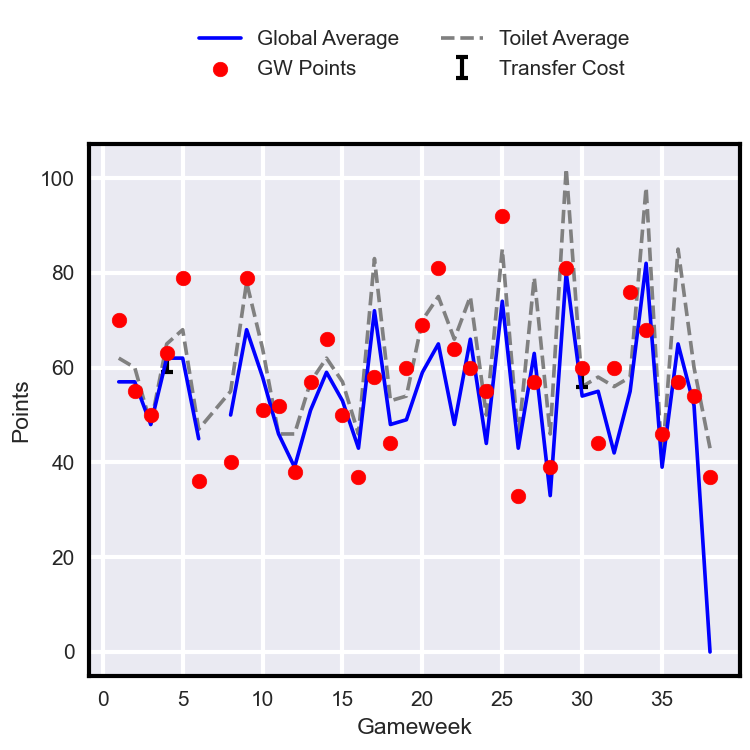 Global Average
Toilet Average
GW Points
Transfer Cost
100
80
60
40
20
0
Points
0 5 10 15 20 25 30 35
Gameweek